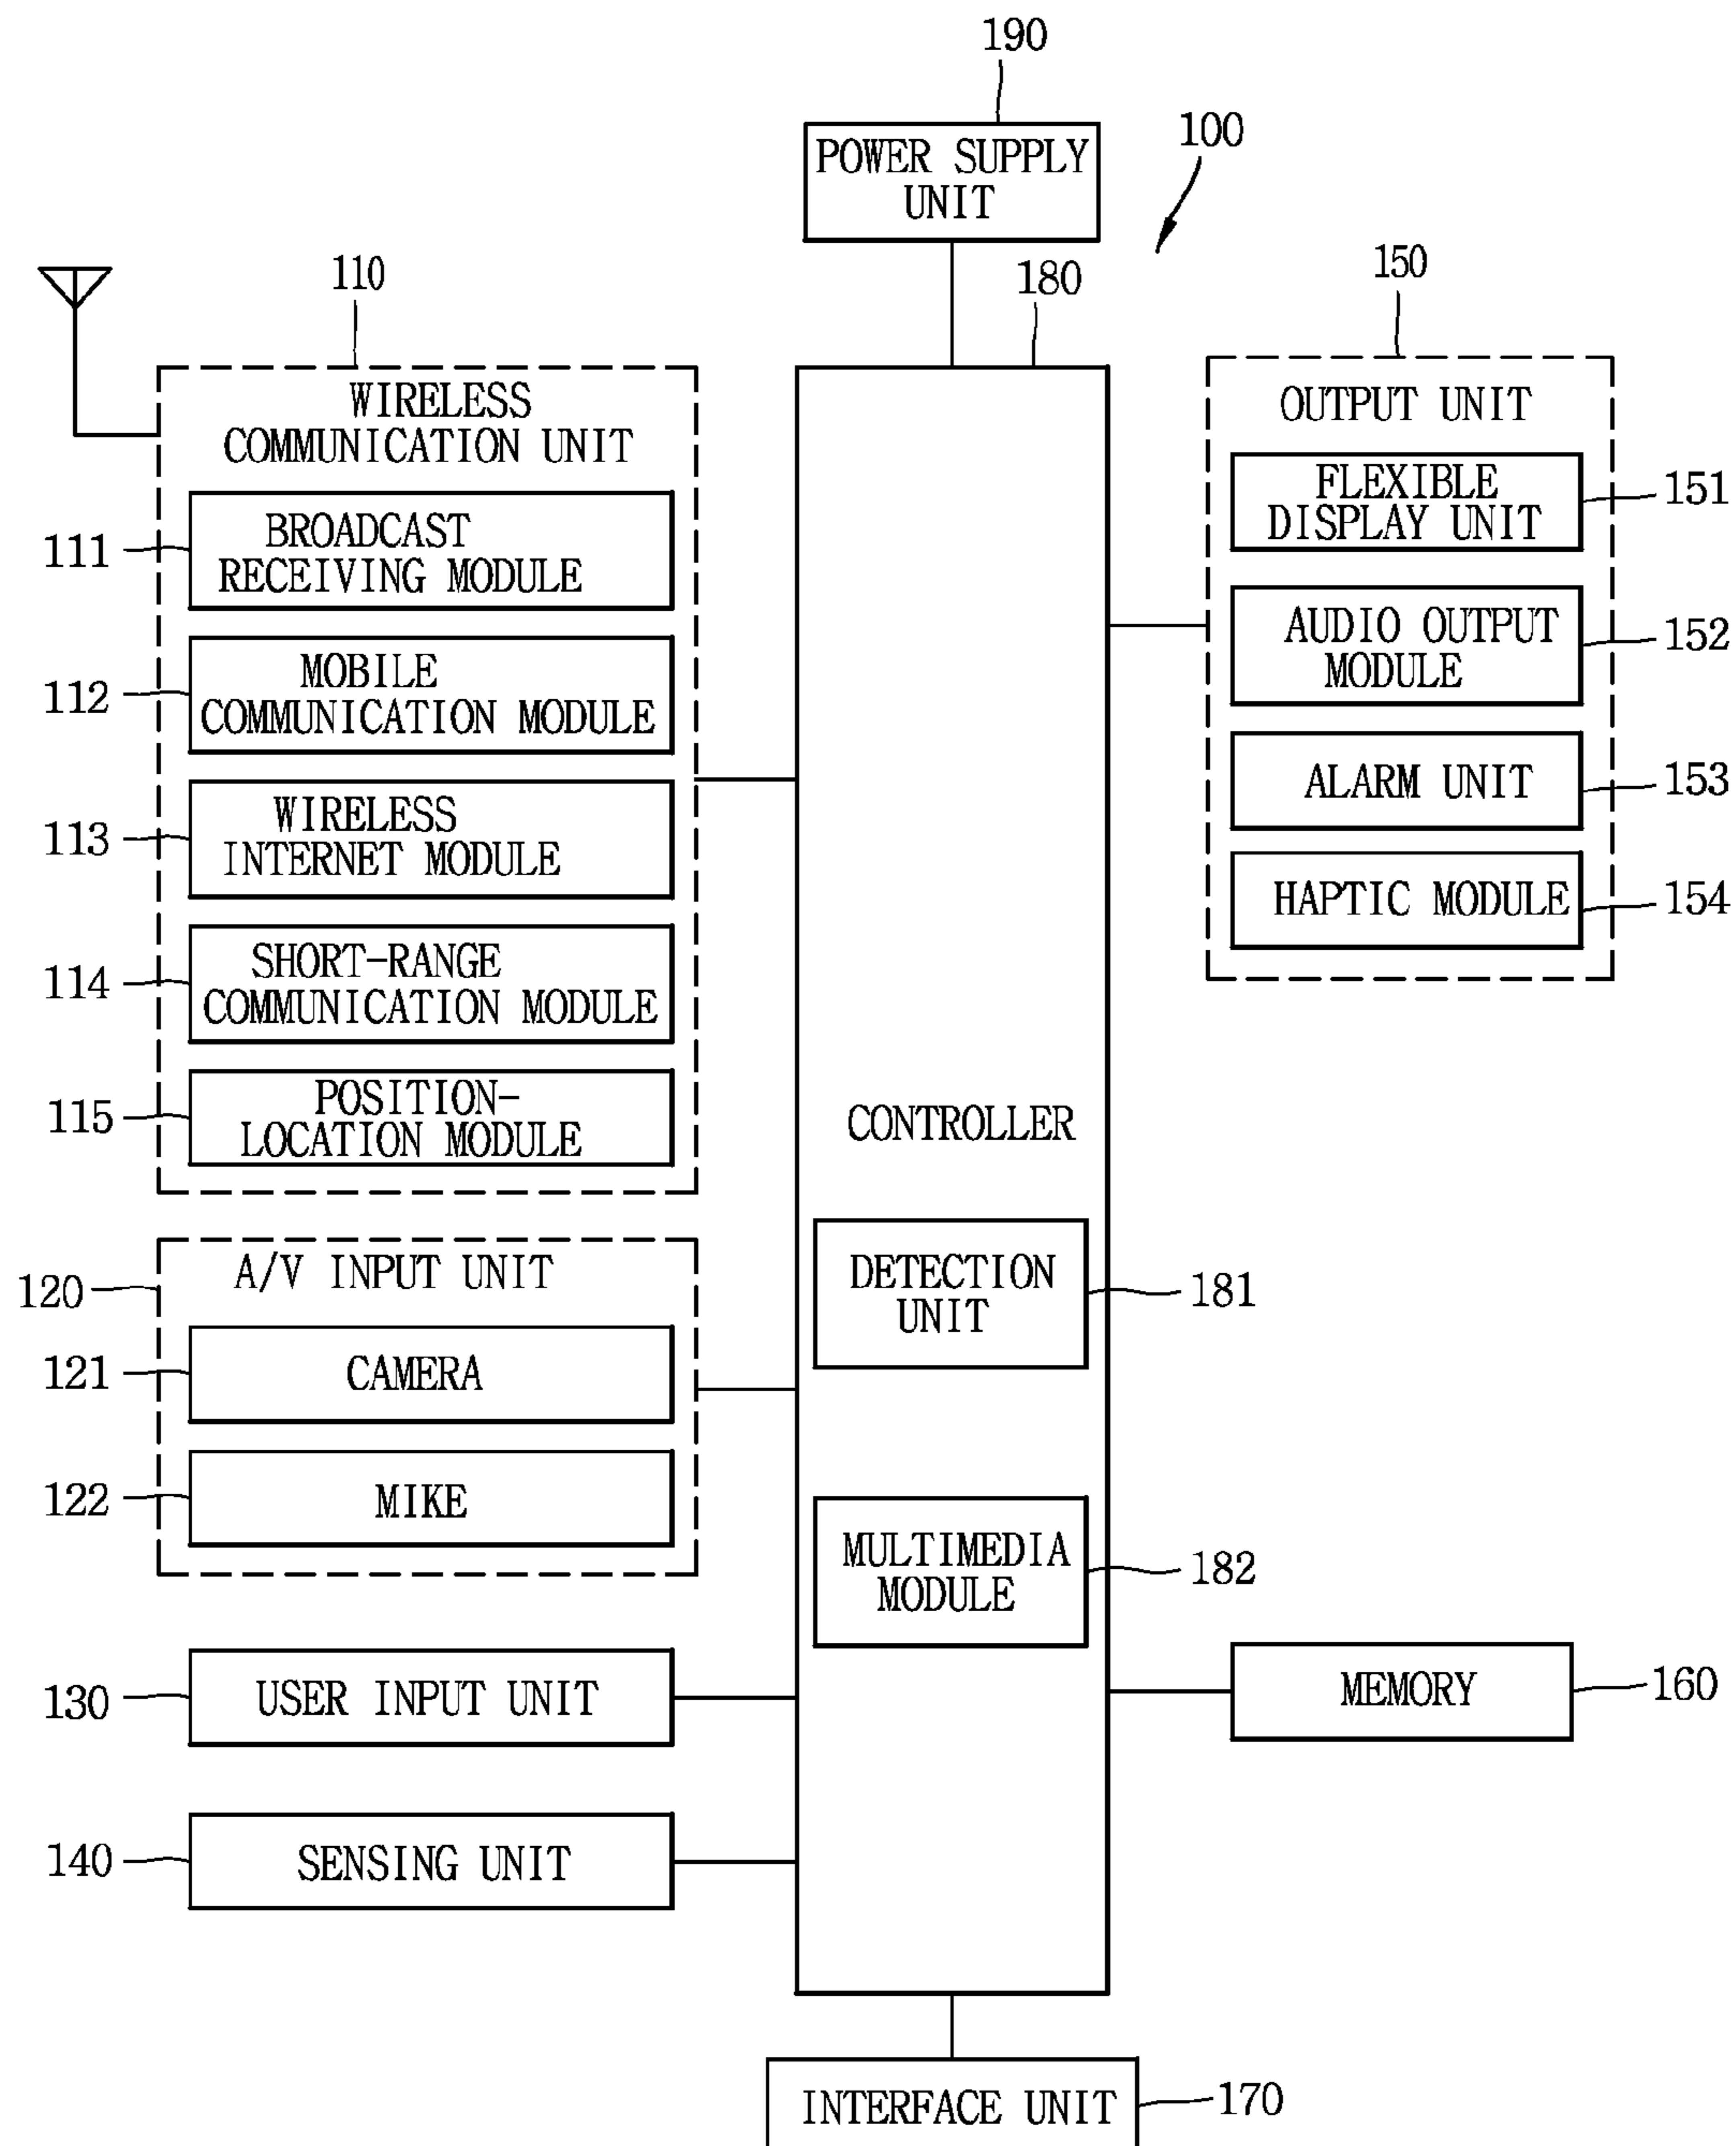 190
POWER SUPPLY
UNIT
100
180
110
WIRELESS
COMMUNICATION UNIT
111
BROADCAST
RECEIVING MODULE
112
MOBILE
COMMUNICATION MODULE
113
WIRELESS
INTERNET MODULE
114
SHORT-RANGE
COMMUNICATION MODULE
115
POSITION-
LOCATION MODULE
120
A/V INPUT UNIT
121
CAMERA
122
MIKE
130
USER INPUT UNIT
140
SENSING UNIT
CONTROLLER
DETECTION
UNIT
181
MULTIMEDIA
MODULE
182
150
OUTPUT UNIT
FLEXIBLE
DISPLAY UNIT
151
AUDIO OUTPUT
MODULE
152
ALARM UNIT
153
HAPTIC MODULE
154
MEMORY
160
INTERFACE UNIT
170